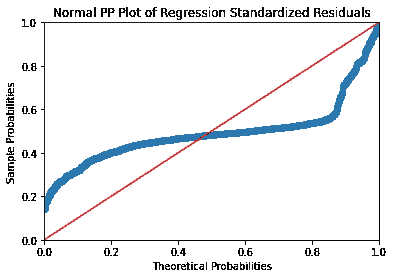 Normal PP Plot of Regression Standardized Residuals
1.0
0.8
0.6
0.4
0.2
0.0
Sample Probabilities
0.0 0.2 0.4 0.6 0.8 1.0
Theoretical Probabilities